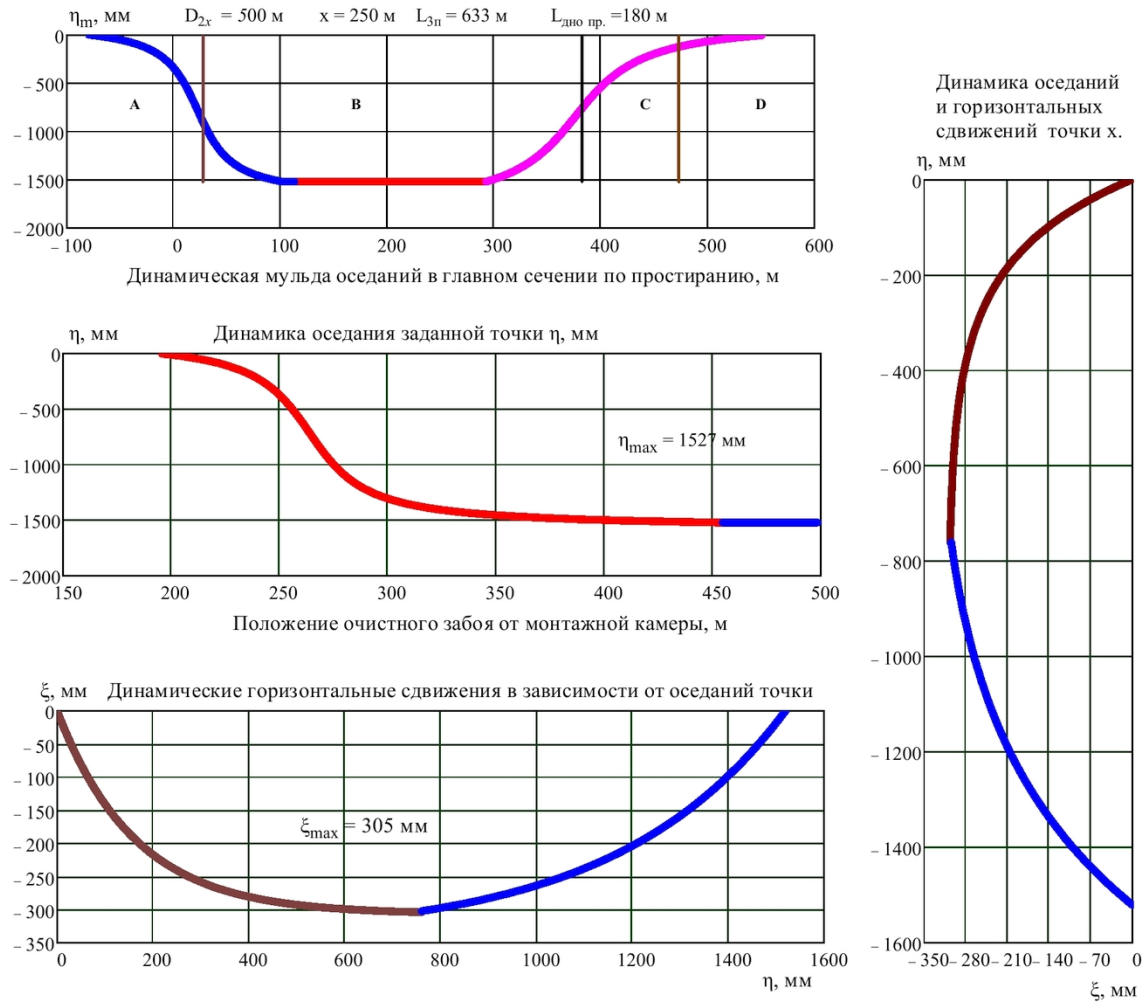 η_m, мм D_2x = 500 м x = 250 м L_3п = 633 м L_дно пр. =180 м
0
– 500
– 1000
– 1500
– 2000
A B C D
– 100 0 100 200 300 400 500 600
Динамическая мульда оседаний в главном сечении по простиранию, м
η, мм Динамика оседания заданной точки η, мм
0
– 500
– 1000
– 1500
– 2000
η_max = 1527 мм
150 200 250 300 350 400 450 500
Положение очистного забоя от монтажной камеры, м
ξ, мм Динамические горизонтальные сдвижения в зависимости от оседаний точки
0
– 50
– 100
– 150
– 200
– 250
– 300
– 350
ξ_max = 305 мм
0 200 400 600 800 1000 1200 1400 1600
η, мм
Динамика оседаний
и горизонтальных
сдвижений точки x.
η, мм
0
– 200
– 400
– 600
– 800
– 1000
– 1200
– 1400
– 1600
– 350 – 280 – 210 – 140 – 70 0
ξ, мм